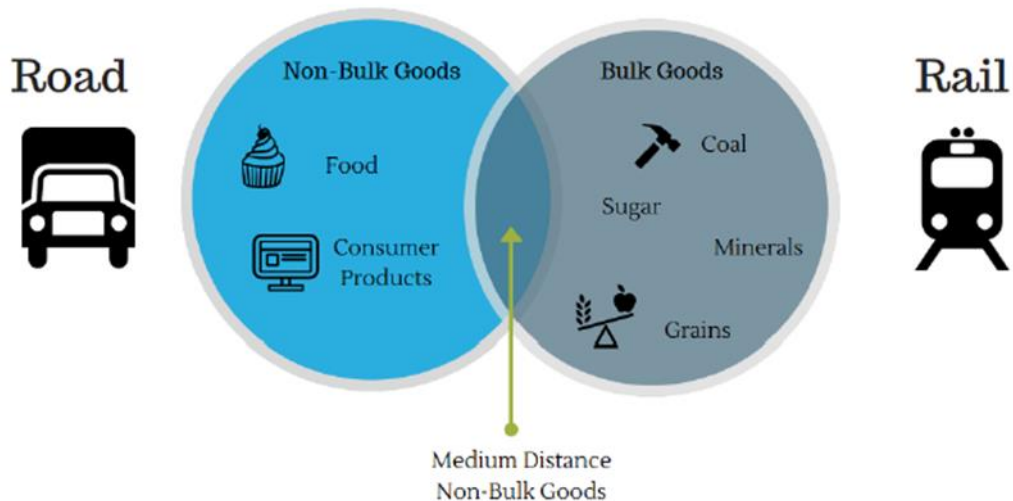 Road
Non-Bulk Goods
Food
Consumer
Products
Bulk Goods
Coal
Sugar
Minerals
Grains
Rail
Medium Distance
Non-Bulk Goods